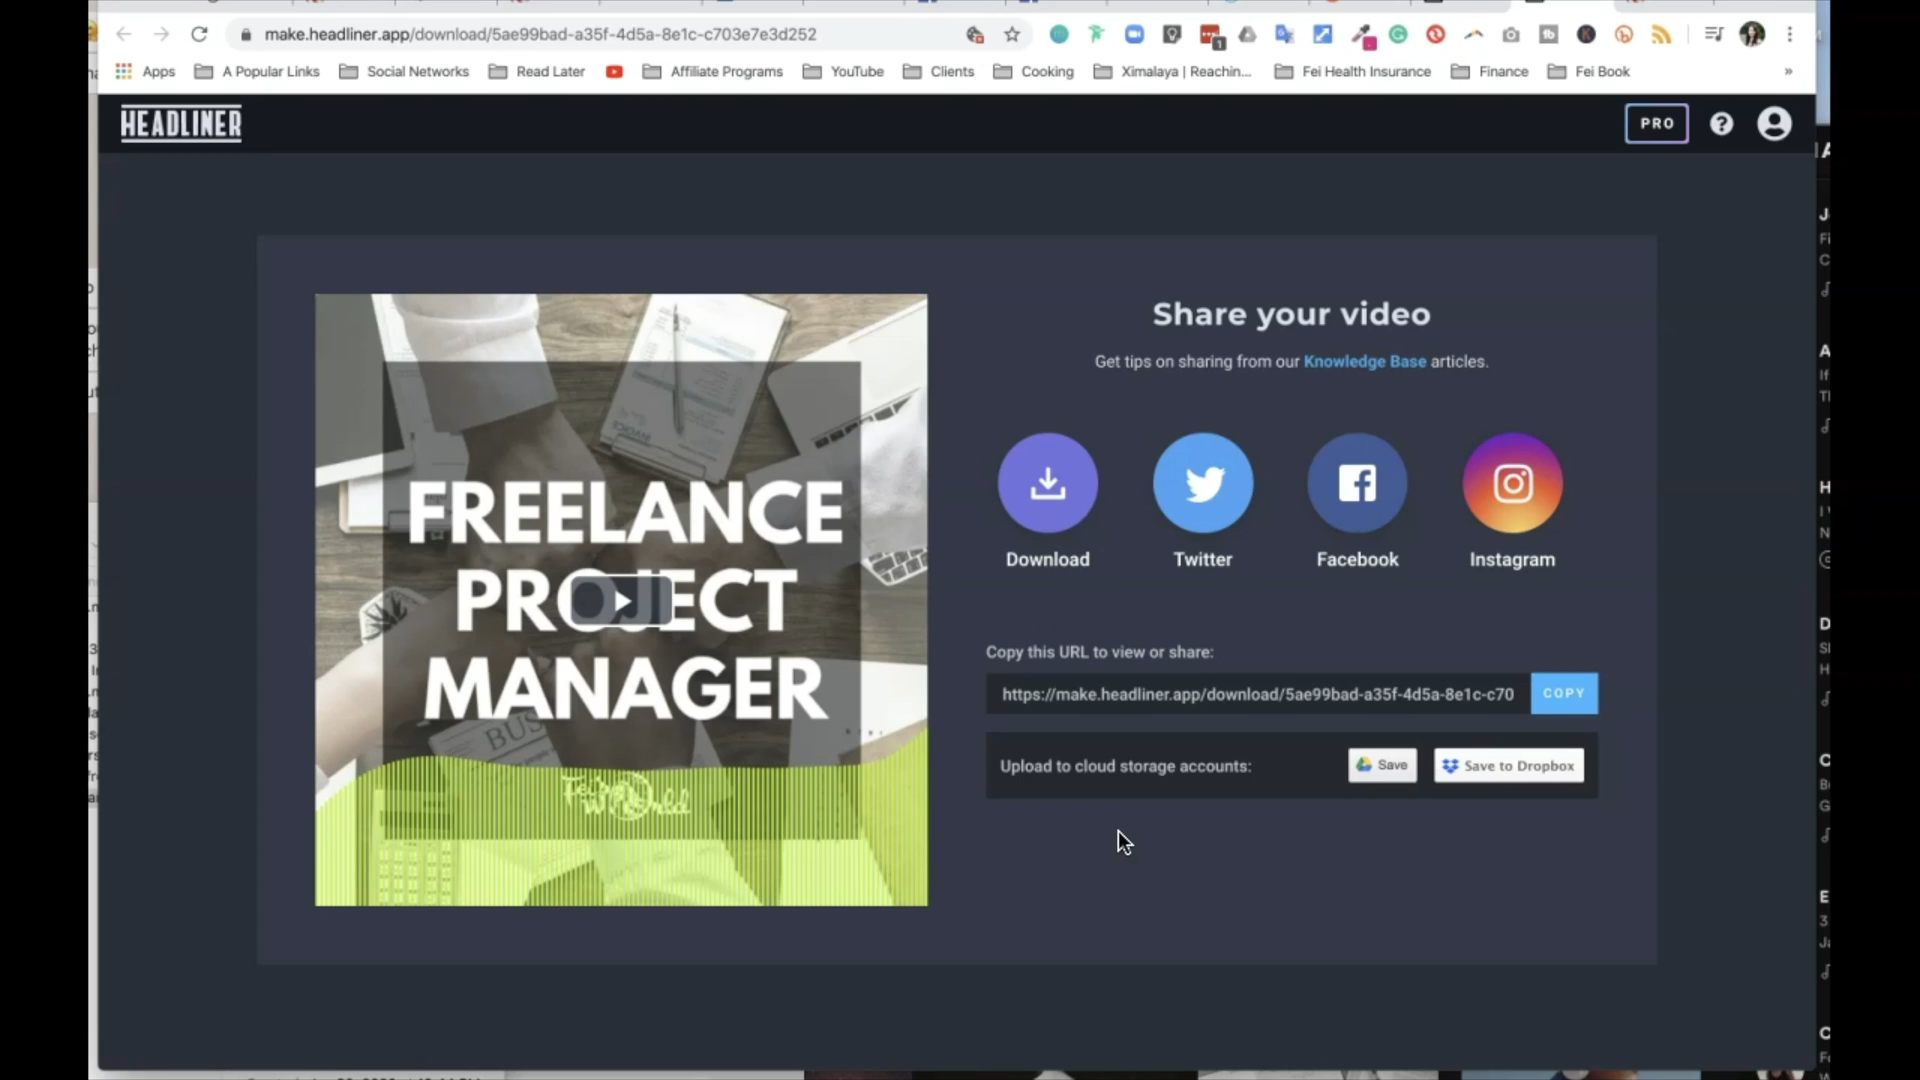 make.headliner.app/download/5ae99bad-a35f-4d5a-8e1c-c703e7e3d252
Apps
A Popular Links
Social Networks
Read Later
Affiliate Programs
YouTube
Clients
Cooking
Ximalaya | Reachin...
Fei Health Insurance
Finance
Fei Book
»
HEADLINER
PRO
?
FREELANCE
PROJECT
MANAGER
BUS
Fei's
World
Share your video
Get tips on sharing from our Knowledge Base articles.
Download
Twitter
Facebook
Instagram
Copy this URL to view or share:
https://make.headliner.app/download/5ae99bad-a35f-4d5a-8e1c-c70
COPY
Upload to cloud storage accounts:
Save
Save to Dropbox